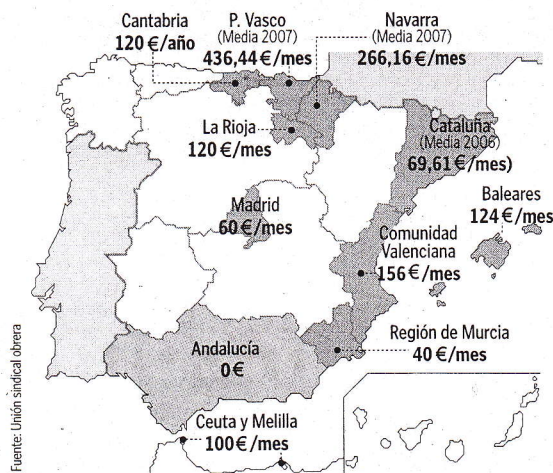 Cantabria
120 €/año
P. Vasco
(Media 2007)
436,44 €/mes
Navarra
(Media 2007)
266,16 €/mes
La Rioja
120 €/mes
Cataluña
(Media 2006)
69,61 €/mes)
Madrid
60 €/mes
Baleares
124 €/mes
Comunidad
Valenciana
156 €/mes
Región de Murcia
40 €/mes
Andalucía
0 €
Ceuta y Melilla
100 €/mes
Fuente: Unión sindical obrera